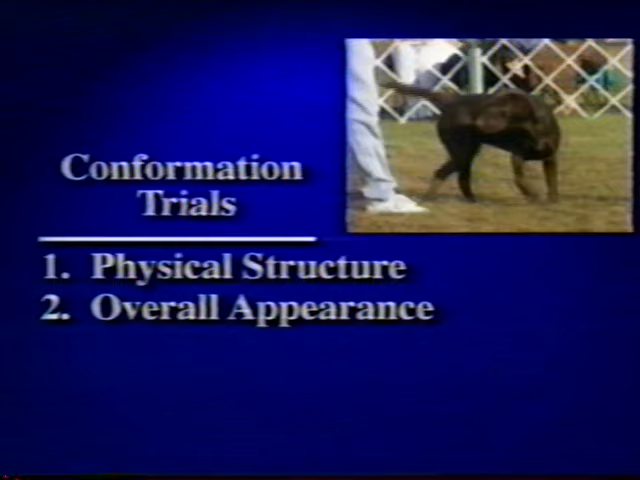 Conformation
Trials
1. Physical Structure
2. Overall Appearance